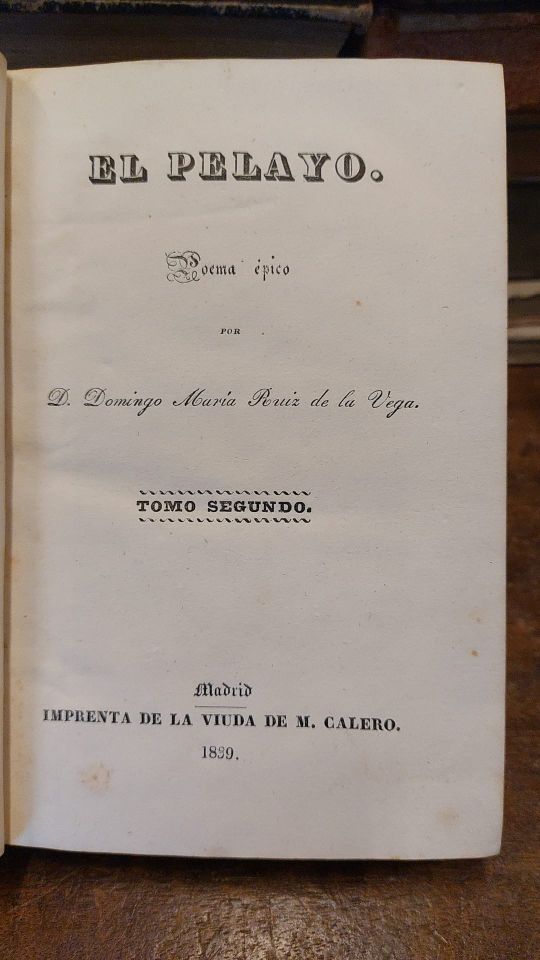 EL PELAYO.
Poema épico
POR
D. Domingo María Ruiz de la Vega.
TOMO SEGUNDO.
Madrid
IMPRENTA DE LA VIUDA DE M. CALERO.
1839.